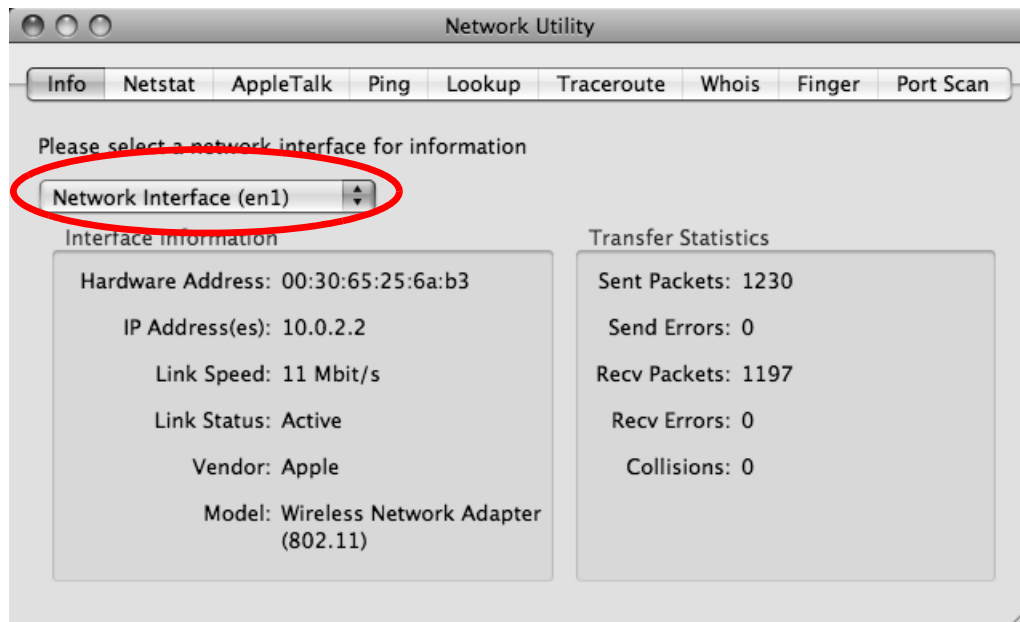 Network Utility
Info Netstat AppleTalk Ping Lookup Traceroute Whois Finger Port Scan
Please select a network interface for information
Network Interface (en1)
Interface Information
Hardware Address: 00:30:65:25:6a:b3
IP Address(es): 10.0.2.2
Link Speed: 11 Mbit/s
Link Status: Active
Vendor: Apple
Model: Wireless Network Adapter
(802.11)
Transfer Statistics
Sent Packets: 1230
Send Errors: 0
Recv Packets: 1197
Recv Errors: 0
Collisions: 0